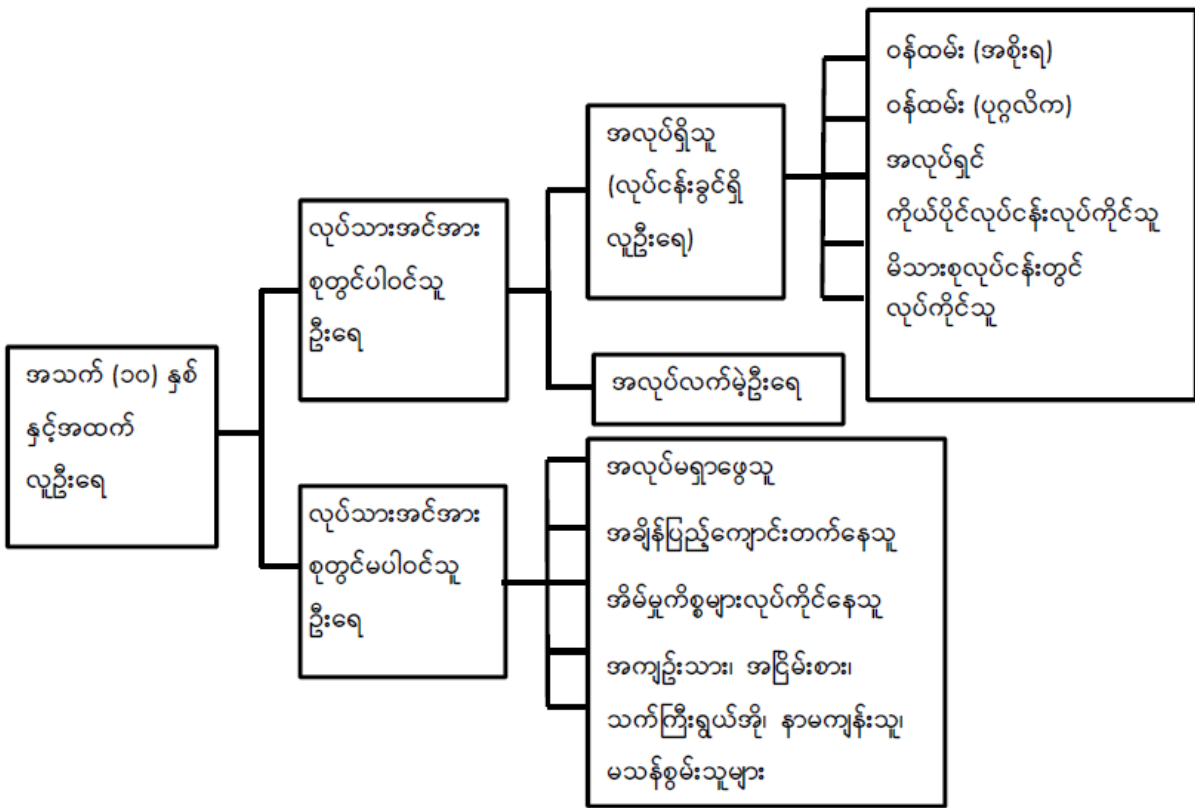 အသက် (၁၀) နှစ်
နှင့်အထက်
လူဦးရေ
လုပ်သားအင်အား
စုတွင်ပါဝင်သူ
ဦးရေ
လုပ်သားအင်အား
စုတွင်မပါဝင်သူ
ဦးရေ
အလုပ်ရှိသူ
(လုပ်ငန်းခွင်ရှိ
လူဦးရေ)
အလုပ်လက်မဲ့ဦးရေ
ဝန်ထမ်း (အစိုးရ)
ဝန်ထမ်း (ပုဂ္ဂလိက)
အလုပ်ရှင်
ကိုယ်ပိုင်လုပ်ငန်းလုပ်ကိုင်သူ
မိသားစုလုပ်ငန်းတွင်
လုပ်ကိုင်သူ
အလုပ်မရှာဖွေသူ
အချိန်ပြည့်ကျောင်းတက်နေသူ
အိမ်မှုကိစ္စများလုပ်ကိုင်နေသူ
အကျဉ်းသား၊ အငြိမ်းစား၊
သက်ကြီးရွယ်အို၊ နာမကျန်းသူ၊
မသန်စွမ်းသူများ